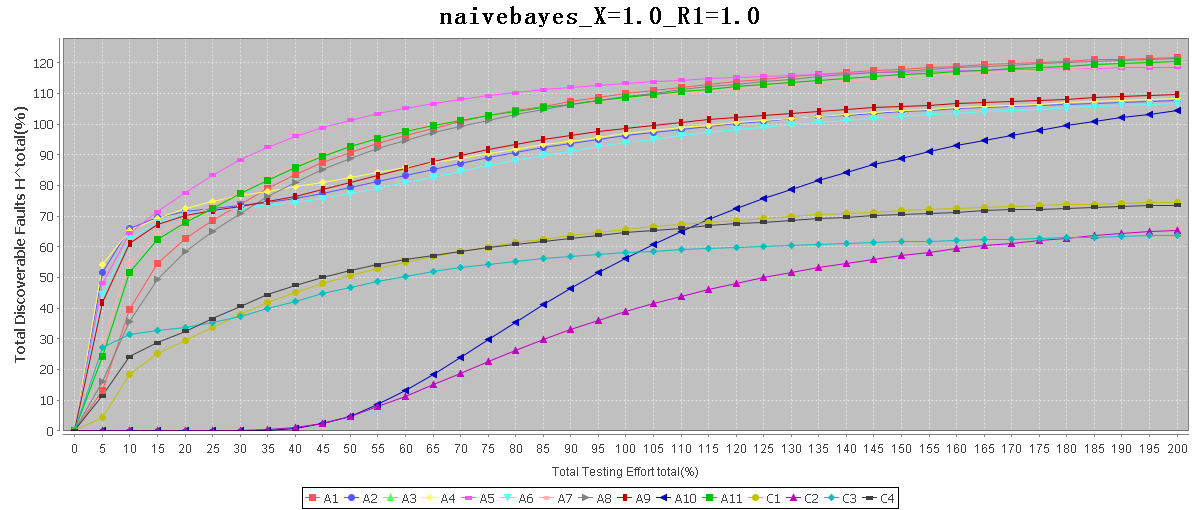 naivebayes_X=1.0_R1=1.0
Total Discoverable Faults H^total(%)
120
110
100
90
80
70
60
50
40
30
20
10
0
0 5 10 15 20 25 30 35 40 45 50 55 60 65 70 75 80 85 90 95 100 105 110 115 120 125 130 135 140 145 150 155 160 165 170 175 180 185 190 195 200
Total Testing Effort total(%)
A1 A2 A3 A4 A5 A6 A7 A8 A9 A10 A11 C1 C2 C3 C4